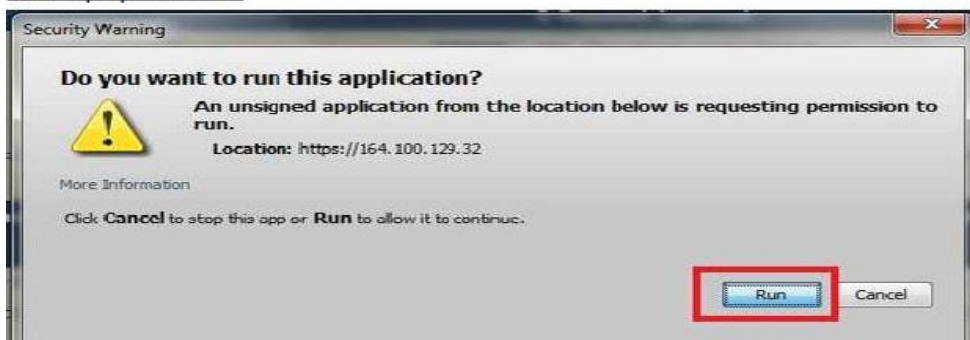 Security Warning
Do you want to run this application?
An unsigned application from the location below is requesting permission to
run.
Location: https://164.100.129.32
More Information
Click Cancel to stop this app or Run to allow it to continue.
Run Cancel